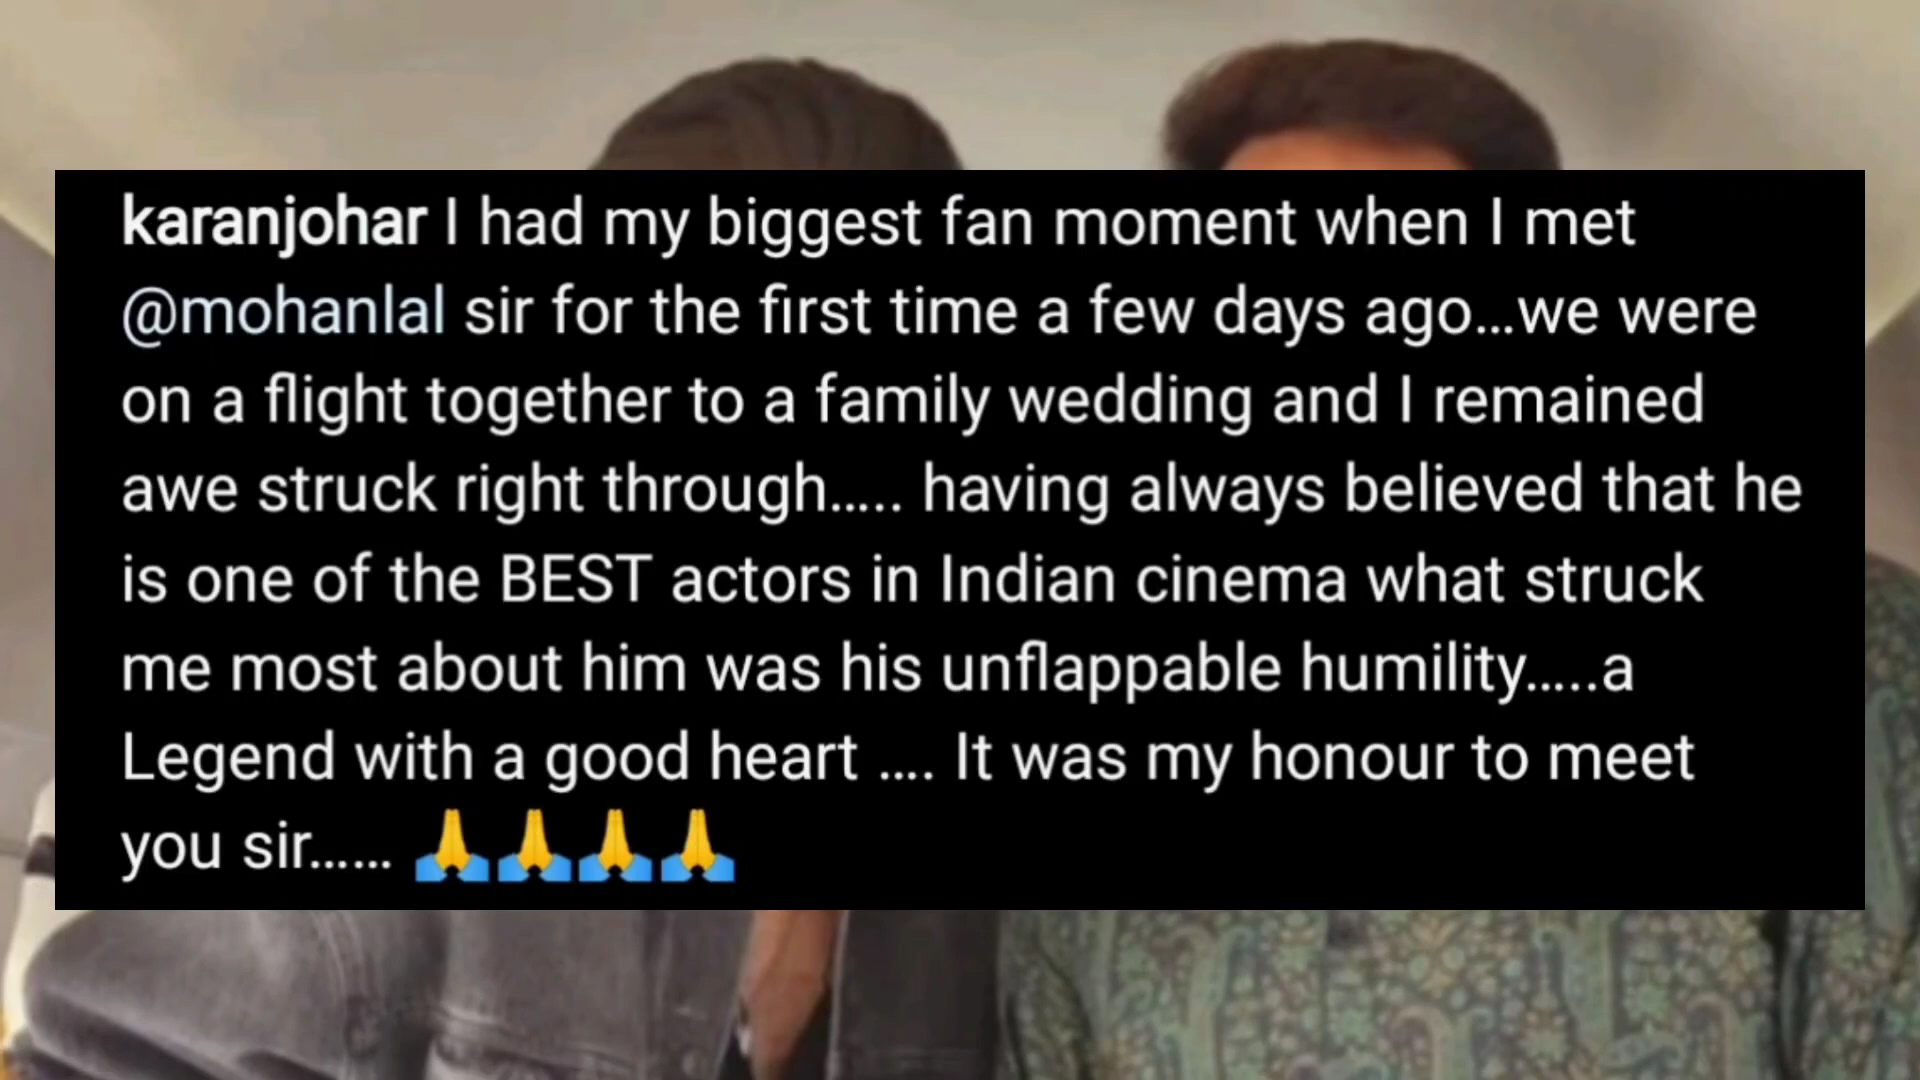 karanjohar I had my biggest fan moment when I met
@mohanlal sir for the first time a few days ago...we were
on a flight together to a family wedding and I remained
awe struck right through..... having always believed that he
is one of the BEST actors in Indian cinema what struck
me most about him was his unflappable humility.....a
Legend with a good heart .... It was my honour to meet
you sir...... 🙏🙏🙏🙏